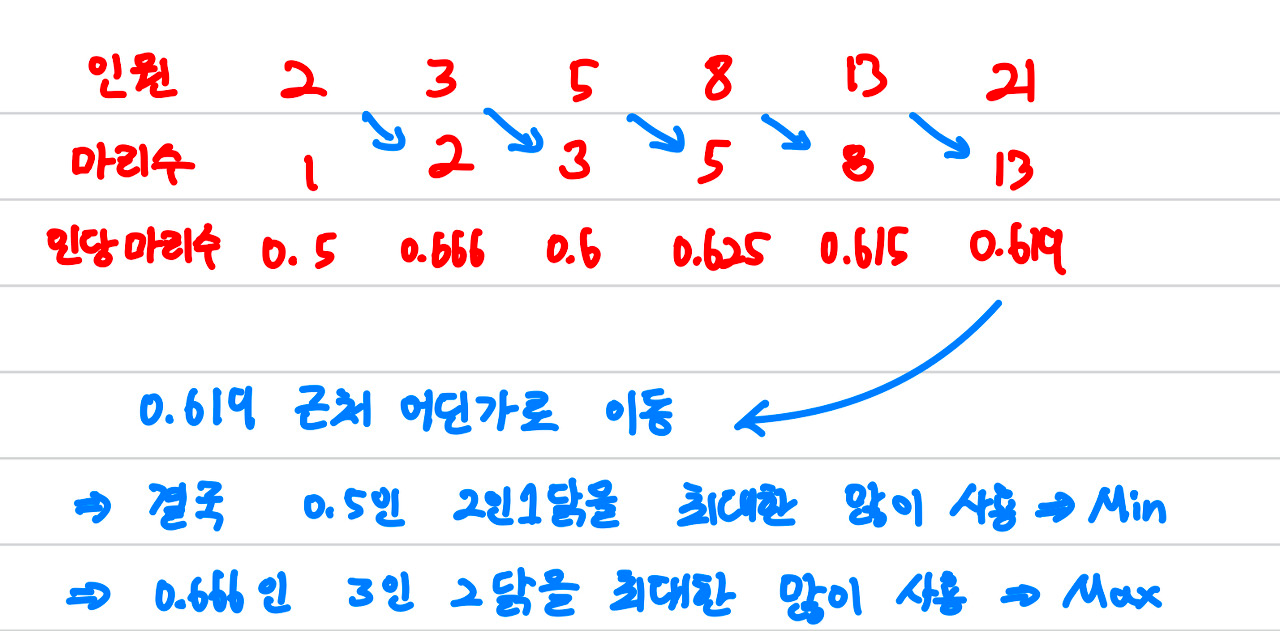 인원 2 3 5 8 13 21
마리수 1 2 3 5 8 13
인당 마리수 0.5 0.666 0.6 0.625 0.615 0.619
0.619 근처 어딘가로 이동
⇒ 결국 0.5인 2인1닭을 최대한 많이 사용 ⇒ Min
⇒ 0.666인 3인 2닭을 최대한 많이 사용 ⇒ Max